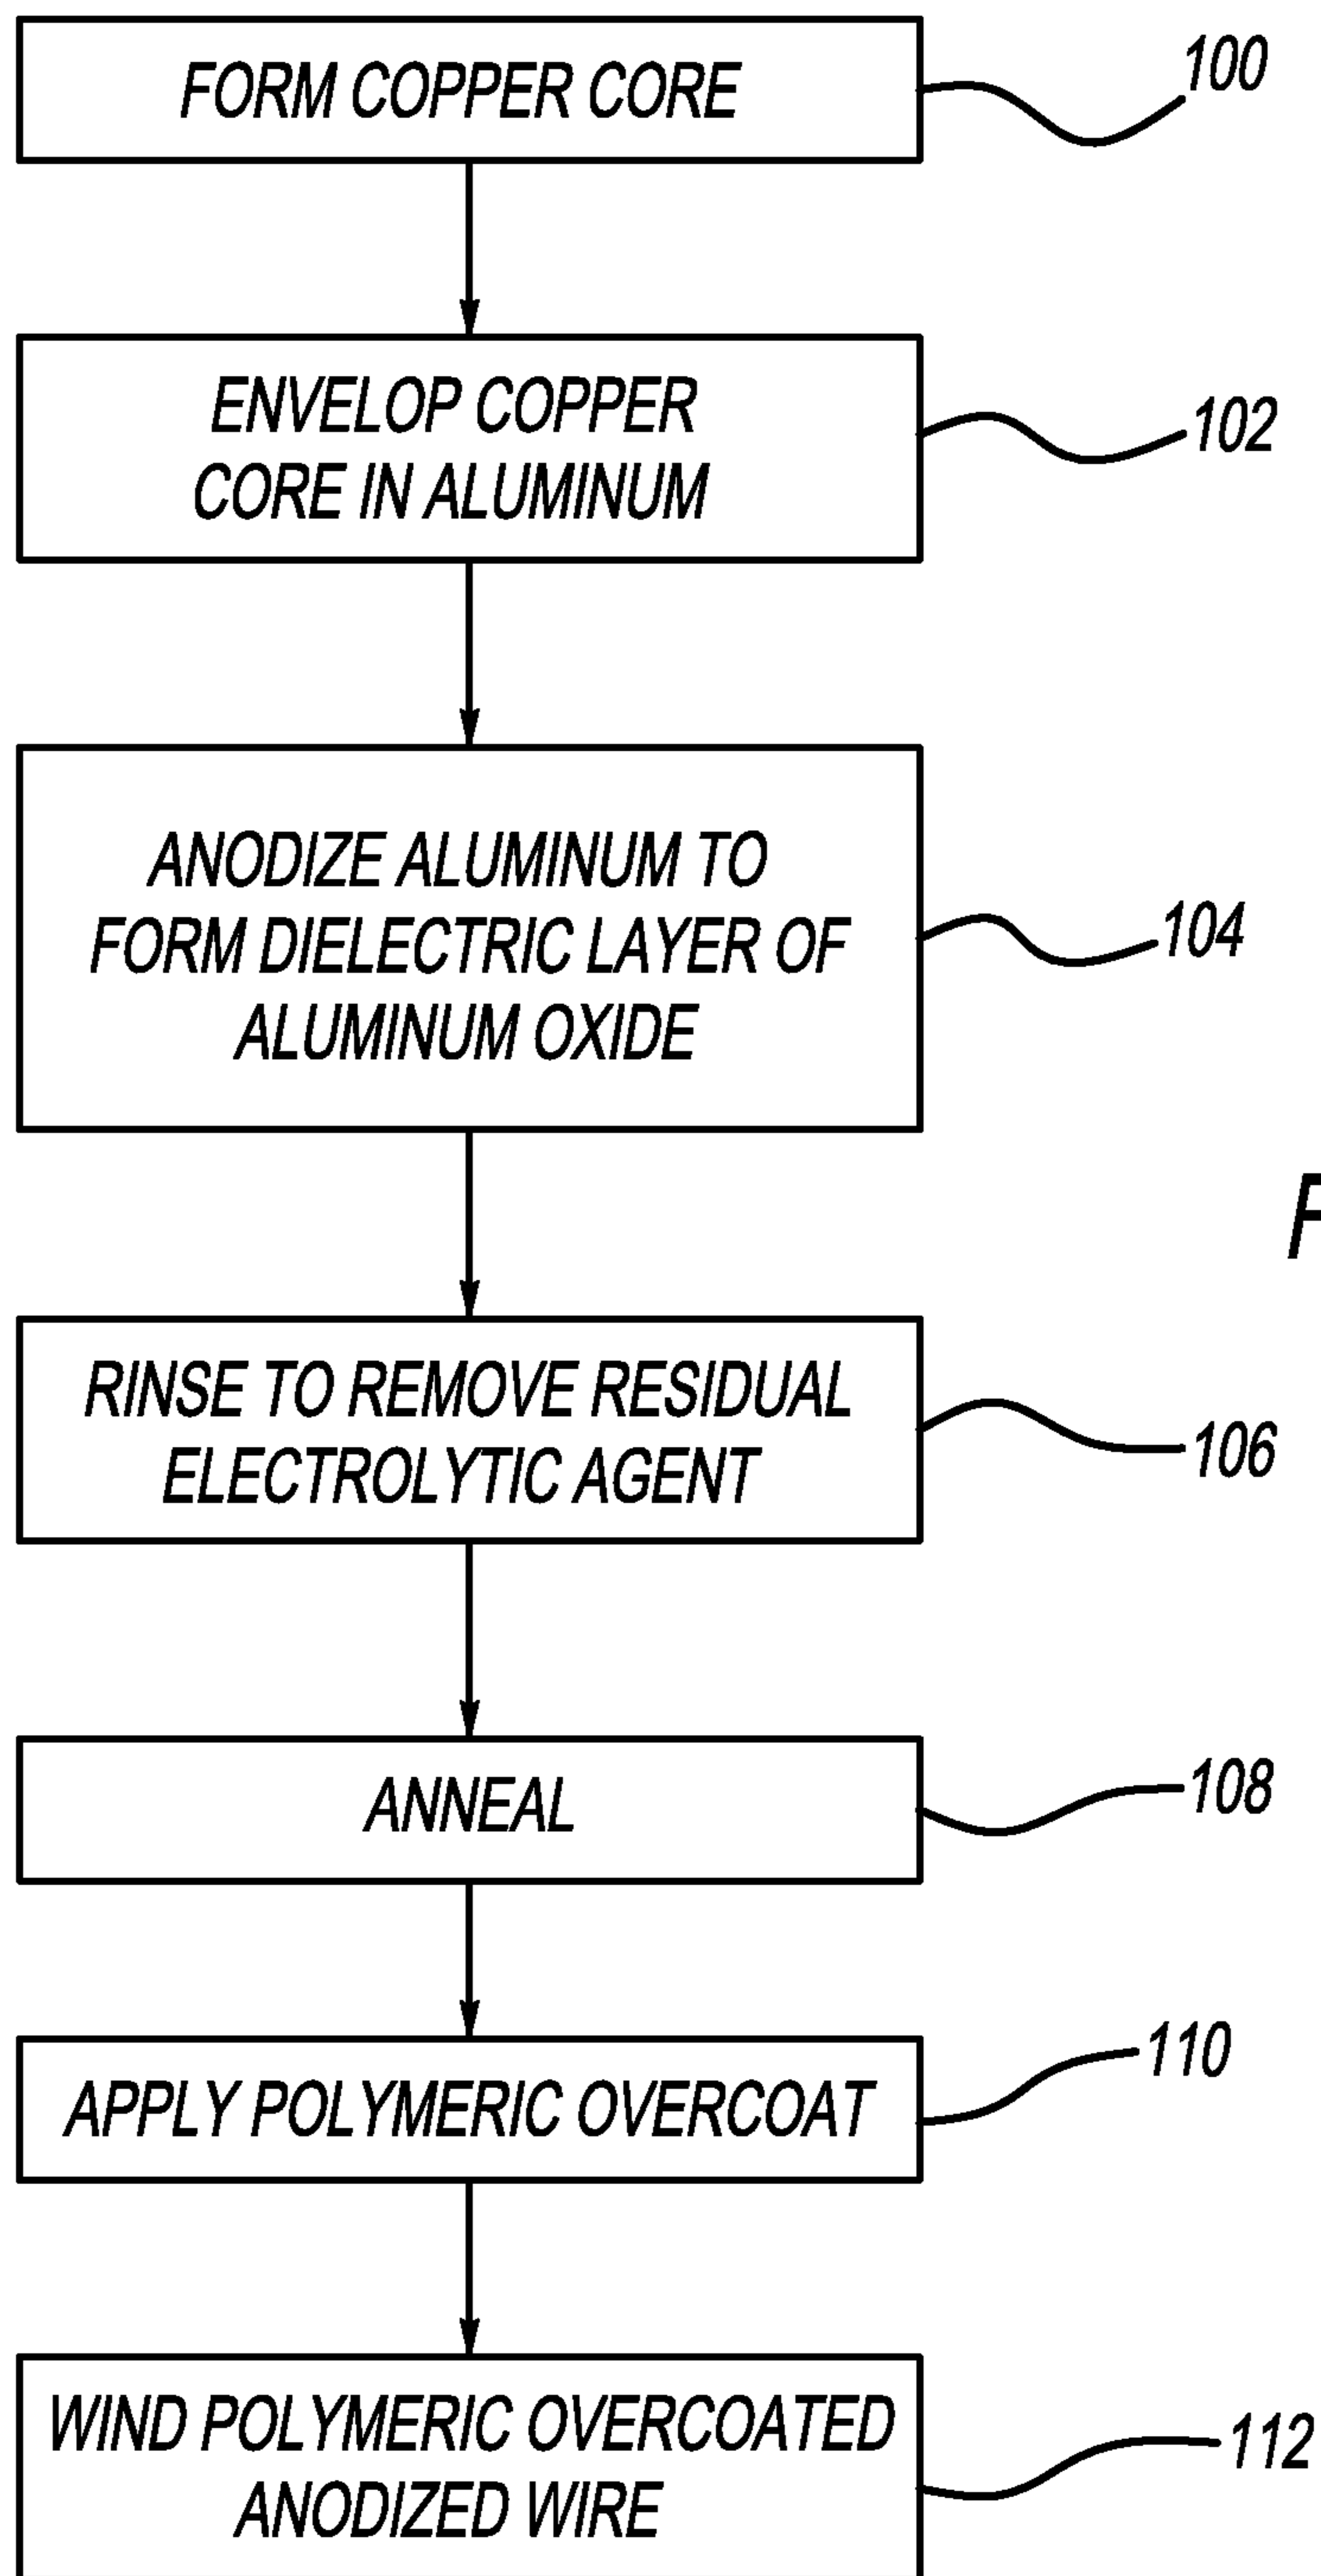 FORM COPPER CORE
100
ENVELOP COPPER
CORE IN ALUMINUM
102
ANODIZE ALUMINUM TO
FORM DIELECTRIC LAYER OF
ALUMINUM OXIDE
104
RINSE TO REMOVE RESIDUAL
ELECTROLYTIC AGENT
106
ANNEAL
108
APPLY POLYMERIC OVERCOAT
110
WIND POLYMERIC OVERCOATED
ANODIZED WIRE
112